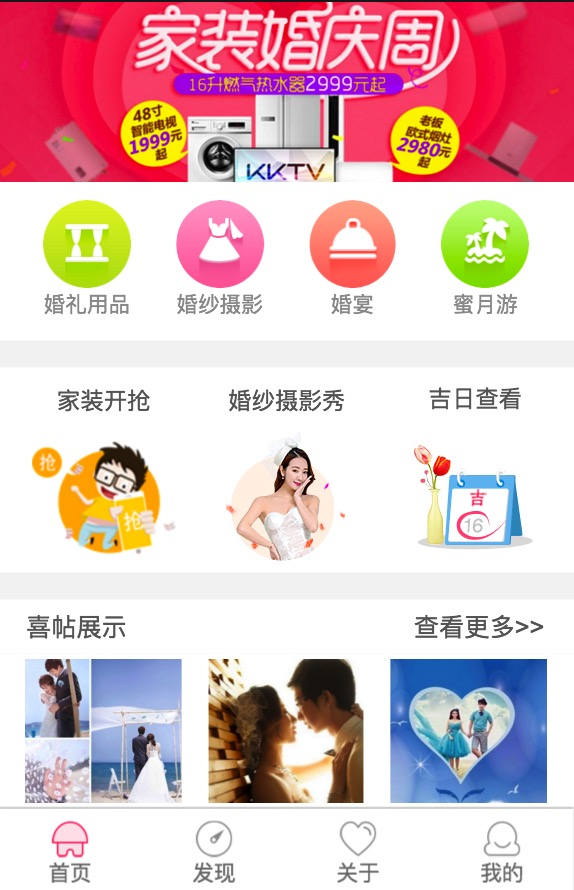 家装婚庆周
16升燃气热水器2999元起
48寸
智能电视
1999元
起
老板
欧式烟灶
2980元
起
KKTV
婚礼用品
婚纱摄影
婚宴
蜜月游
家装开抢
婚纱摄影秀
吉日查看
抢
抢
吉
16
喜帖展示
查看更多>>
首页
发现
关于
我的